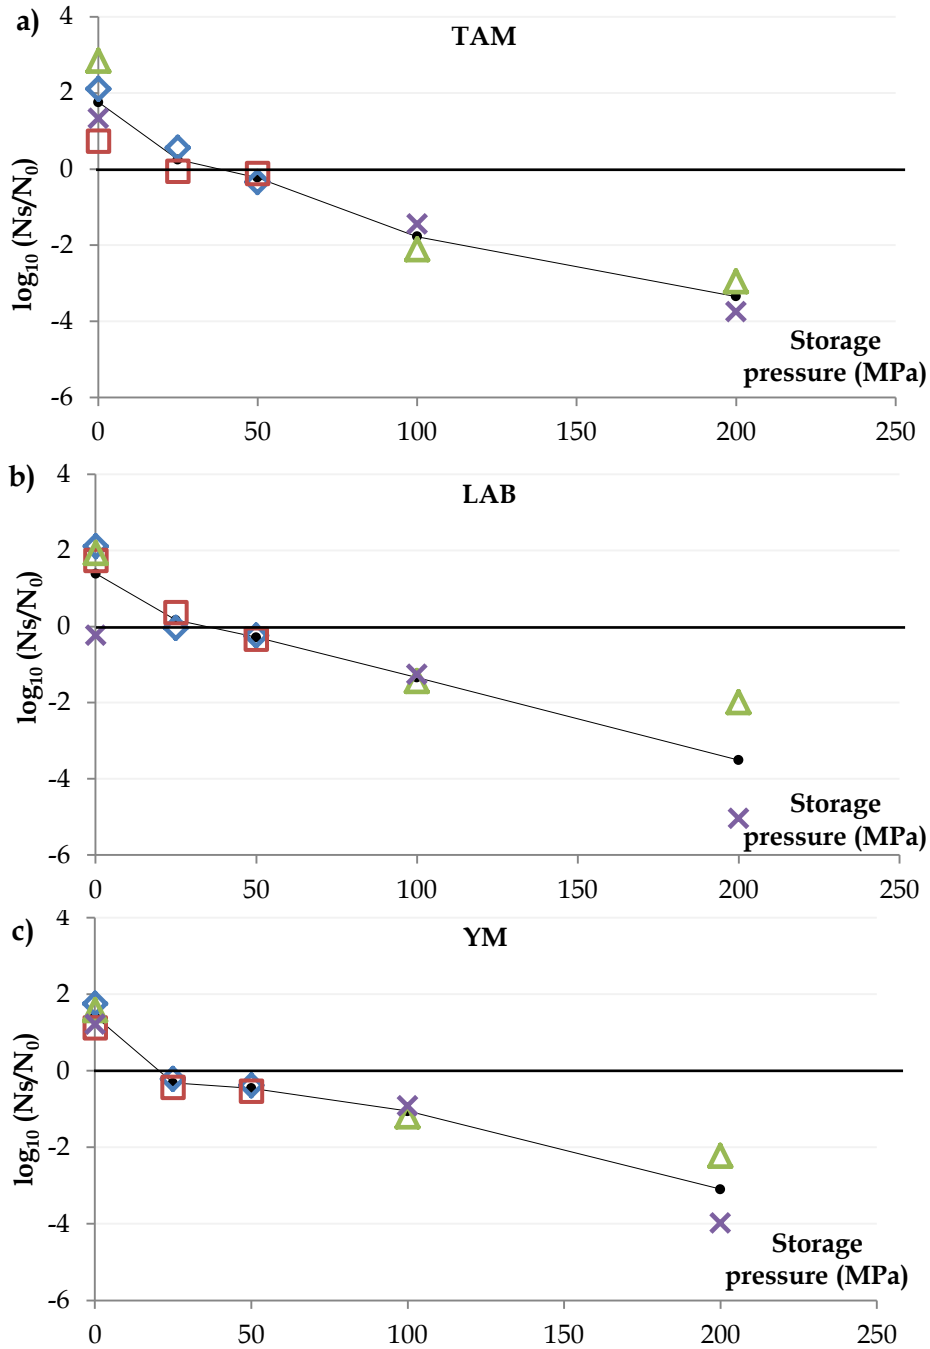 a)
TAM
4
2
0
-2
-4
-6
log₁₀ (Ns/N₀)
Storage
pressure (MPa)
0 50 100 150 200 250
b)
LAB
4
2
0
-2
-4
-6
log₁₀ (Ns/N₀)
Storage
pressure (MPa)
0 50 100 150 200 250
c)
YM
4
2
0
-2
-4
-6
log₁₀ (Ns/N₀)
Storage
pressure (MPa)
0 50 100 150 200 250